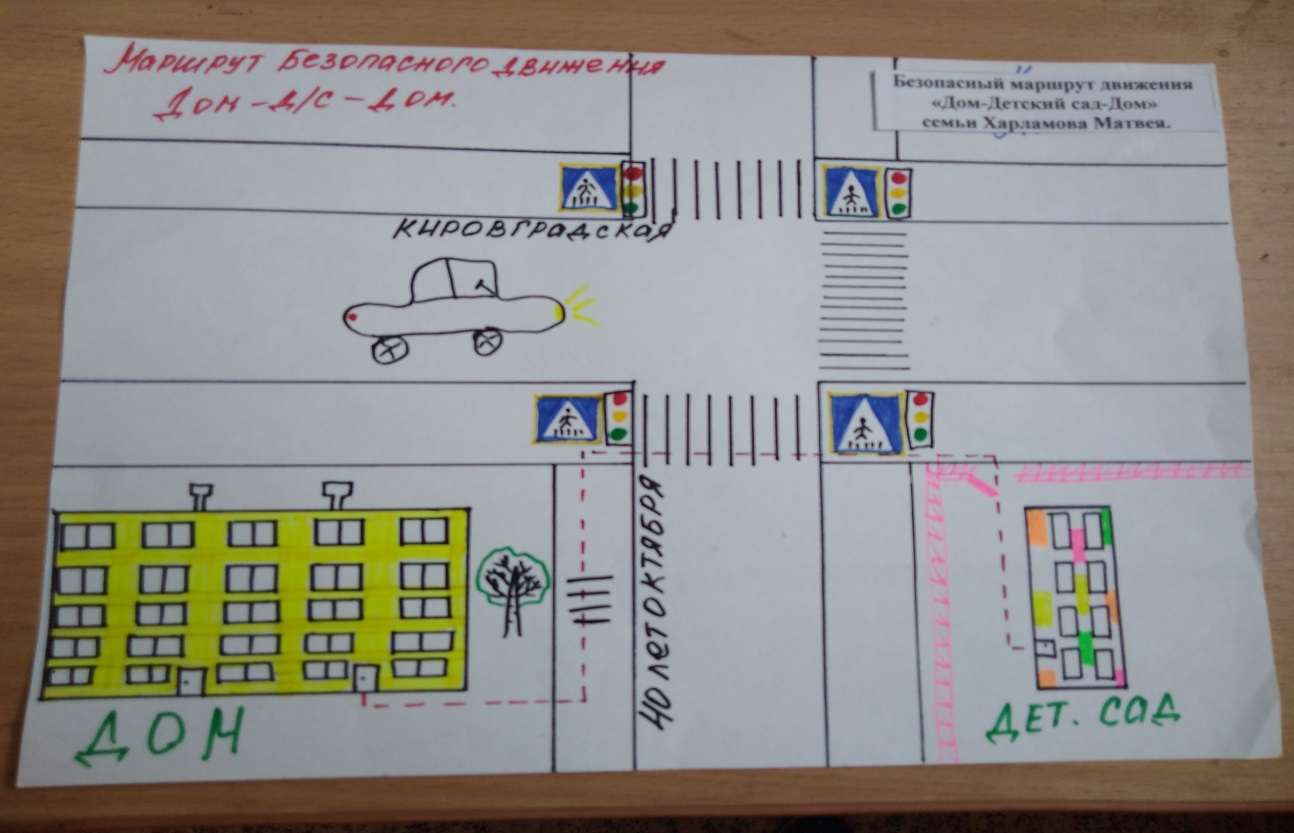 Маршрут Безопасного движения
Дом-д/с-Дом.
Безопасный маршрут движения
«Дом-Детский сад-Дом»
семьи Харламова Матвея.
КИРОВГРАДСКАЯ
40 ЛЕТ ОКТЯБРЯ
ДОМ
ДЕТ. САД